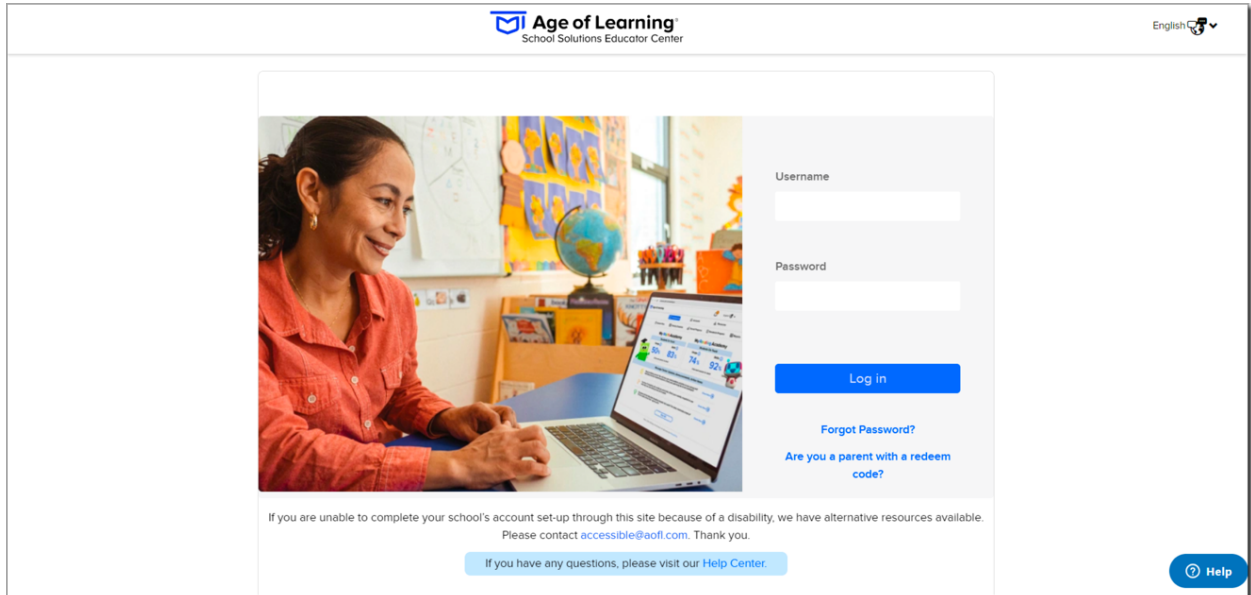 Age of Learning
School Solutions Educator Center
English
Username
Password
Log in
Forgot Password?
Are you a parent with a redeem
code?
If you are unable to complete your school's account set-up through this site because of a disability, we have alternative resources available.
Please contact accessible@aofl.com. Thank you.
If you have any questions, please visit our Help Center.
Help